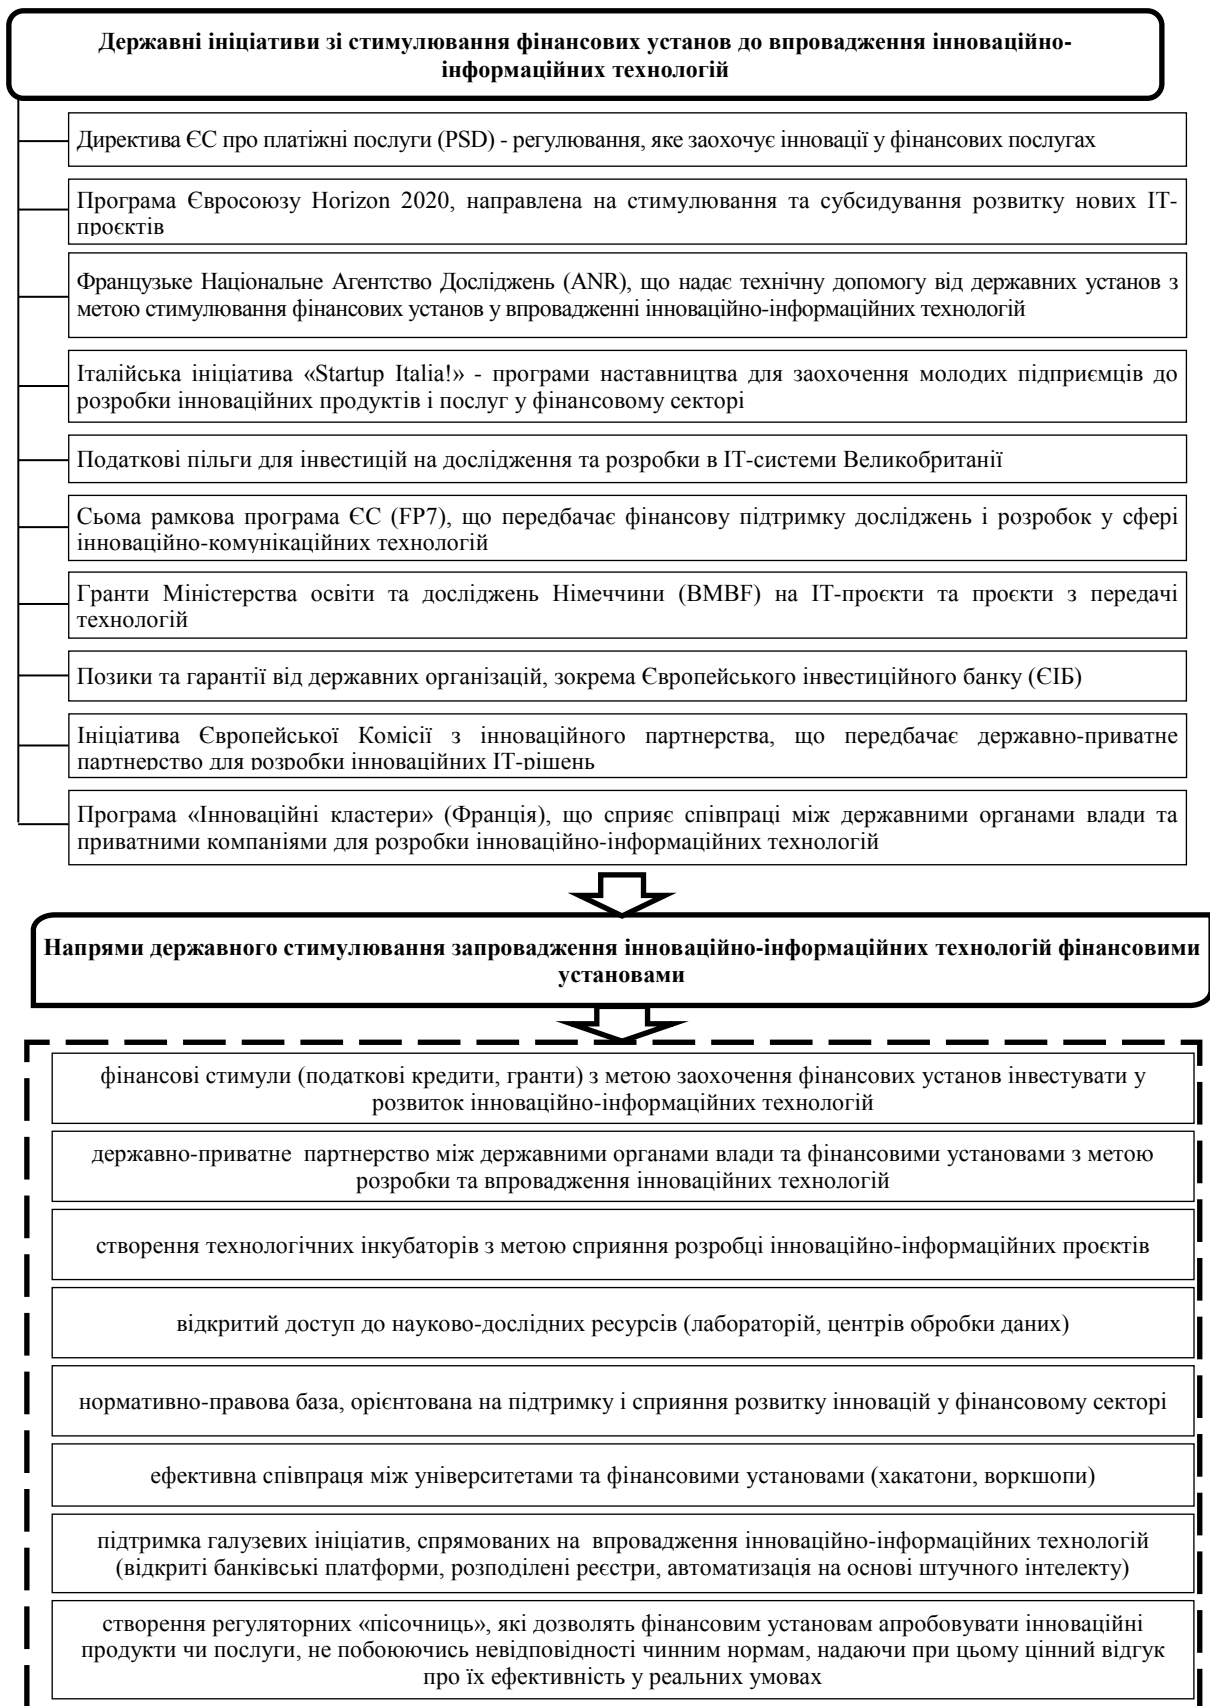 Державні ініціативи зі стимулювання фінансових установ до впровадження інноваційно-
інформаційних технологій
Директива ЄС про платіжні послуги (PSD) - регулювання, яке заохочує інновації у фінансових послугах
Програма Євросоюзу Horizon 2020, направлена на стимулювання та субсидування розвитку нових ІТ-
проєктів
Французьке Національне Агентство Досліджень (ANR), що надає технічну допомогу від державних установ з
метою стимулювання фінансових установ у впровадженні інноваційно-інформаційних технологій
Італійська ініціатива «Startup Italia!» - програми наставництва для заохочення молодих підприємців до
розробки інноваційних продуктів і послуг у фінансовому секторі
Податкові пільги для інвестицій на дослідження та розробки в ІТ-системи Великобританії
Сьома рамкова програма ЄС (FP7), що передбачає фінансову підтримку досліджень і розробок у сфері
інноваційно-комунікаційних технологій
Гранти Міністерства освіти та досліджень Німеччини (BMBF) на ІТ-проєкти та проєкти з передачі
технологій
Позики та гарантії від державних організацій, зокрема Європейського інвестиційного банку (ЄІБ)
Ініціатива Європейської Комісії з інноваційного партнерства, що передбачає державно-приватне
партнерство для розробки інноваційних ІТ-рішень
Програма «Інноваційні кластери» (Франція), що сприяє співпраці між державними органами влади та
приватними компаніями для розробки інноваційно-інформаційних технологій
Напрями державного стимулювання запровадження інноваційно-інформаційних технологій фінансовими
установами
фінансові стимули (податкові кредити, гранти) з метою заохочення фінансових установ інвестувати у
розвиток інноваційно-інформаційних технологій
державно-приватне партнерство між державними органами влади та фінансовими установами з метою
розробки та впровадження інноваційних технологій
створення технологічних інкубаторів з метою сприяння розробці інноваційно-інформаційних проєктів
відкритий доступ до науково-дослідних ресурсів (лабораторій, центрів обробки даних)
нормативно-правова база, орієнтована на підтримку і сприяння розвитку інновацій у фінансовому секторі
ефективна співпраця між університетами та фінансовими установами (хакатони, воркшопи)
підтримка галузевих ініціатив, спрямованих на впровадження інноваційно-інформаційних технологій
(відкриті банківські платформи, розподілені реєстри, автоматизація на основі штучного інтелекту)
створення регуляторних «пісочниць», які дозволять фінансовим установам апробовувати інноваційні
продукти чи послуги, не побоюючись невідповідності чинним нормам, надаючи при цьому цінний відгук
про їх ефективність у реальних умовах